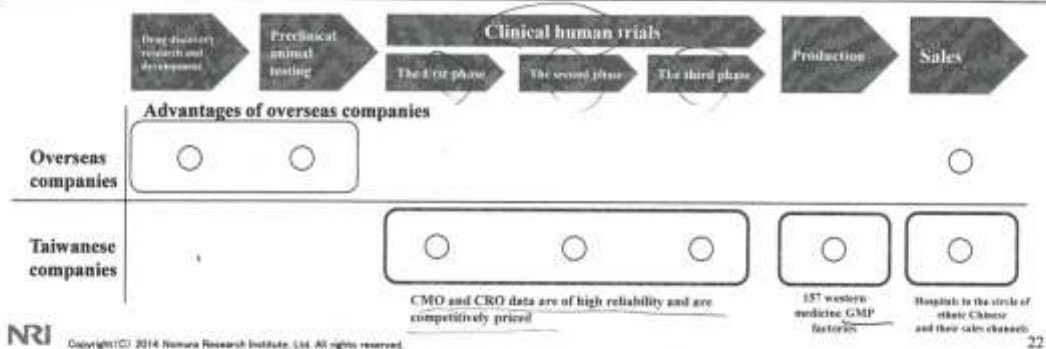 Drug discovery
research and
development
Preclinical
animal
testing
Clinical human trials
The first phase
The second phase
The third phase
Production
Sales
Advantages of overseas companies
Overseas
companies
Taiwanese
companies
CMO and CRO data are of high reliability and are
competitively priced
157 western
medicine GMP
factories
Hospitals in the circle of
ethnic Chinese
and their sales channels
NRI
Copyright(C) 2014 Nomura Research Institute, Ltd. All rights reserved.
22